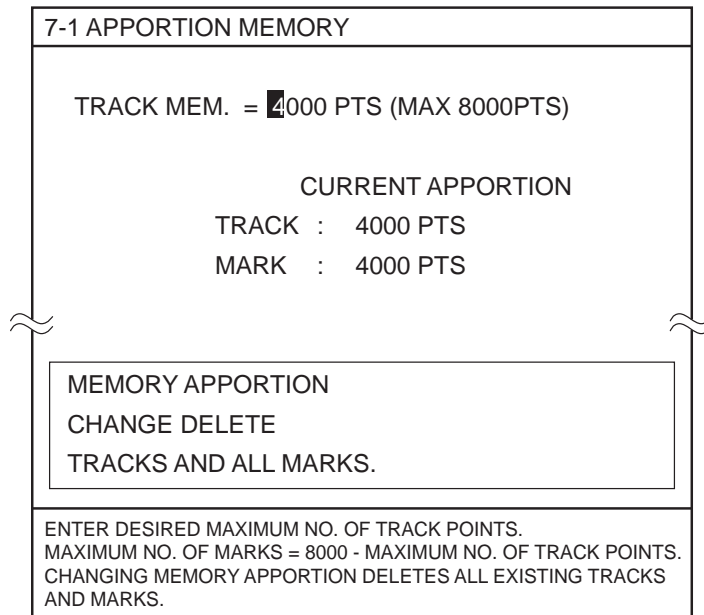 7-1 APPORTION MEMORY
TRACK MEM. = 4000 PTS (MAX 8000PTS)
CURRENT APPORTION
TRACK : 4000 PTS
MARK : 4000 PTS
MEMORY APPORTION
CHANGE DELETE
TRACKS AND ALL MARKS.
ENTER DESIRED MAXIMUM NO. OF TRACK POINTS.
MAXIMUM NO. OF MARKS = 8000 - MAXIMUM NO. OF TRACK POINTS.
CHANGING MEMORY APPORTION DELETES ALL EXISTING TRACKS
AND MARKS.